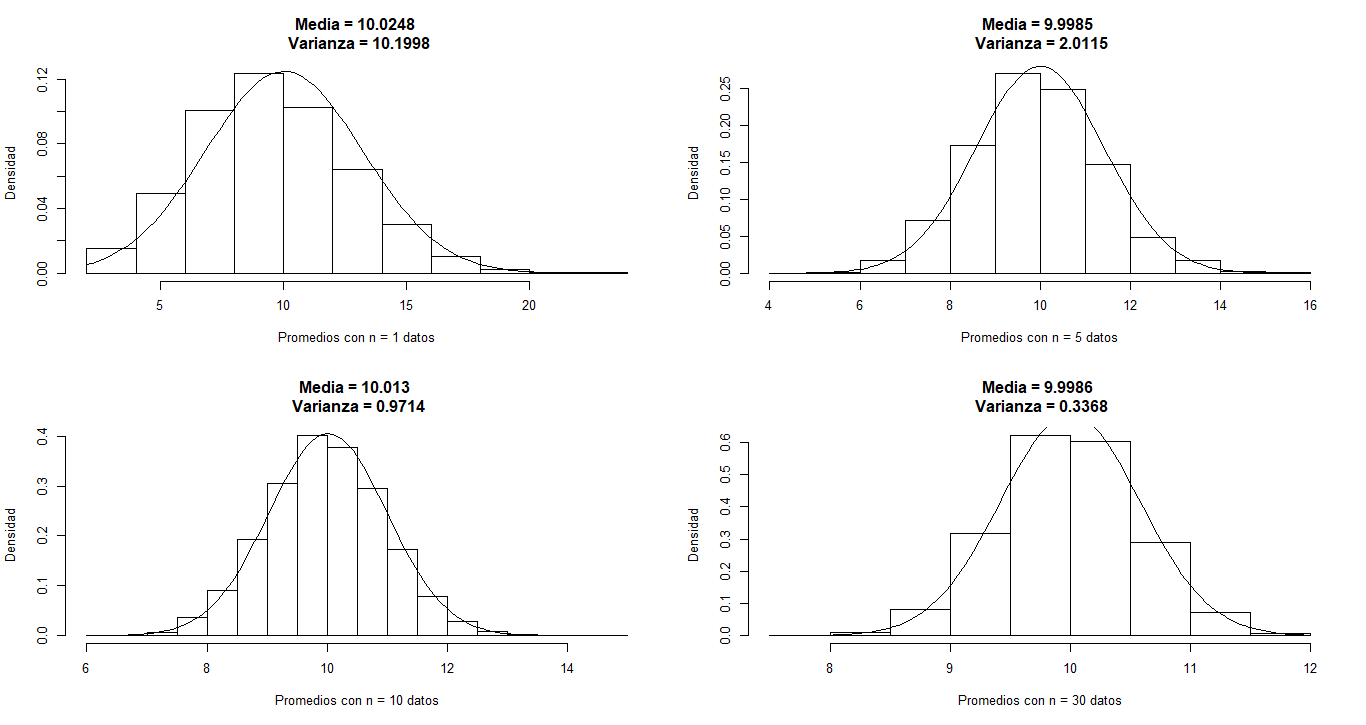 Media = 10.0248
Varianza = 10.1998
Densidad
0.00 0.04 0.08 0.12
5 10 15 20
Promedios con n = 1 datos
Media = 9.9985
Varianza = 2.0115
Densidad
0.00 0.05 0.10 0.15 0.20 0.25
4 6 8 10 12 14 16
Promedios con n = 5 datos
Media = 10.013
Varianza = 0.9714
Densidad
0.0 0.1 0.2 0.3 0.4
6 8 10 12 14
Promedios con n = 10 datos
Media = 9.9986
Varianza = 0.3368
Densidad
0.0 0.1 0.2 0.3 0.4 0.5 0.6
8 9 10 11 12
Promedios con n = 30 datos